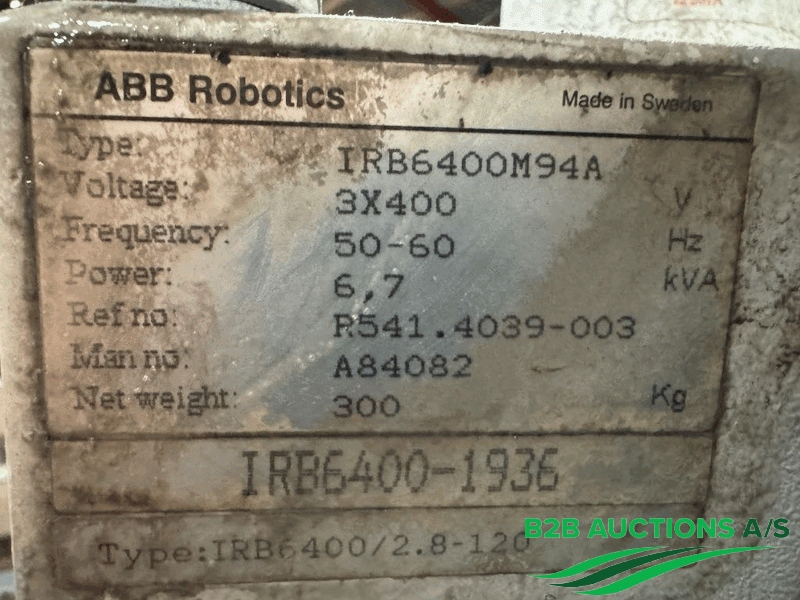 ABB Robotics Made in Sweden
Type: IRB6400M94A
Voltage: 3X400 V
Frequency: 50-60 Hz
Power: 6,7 kVA
Ref no: R541.4039-003
Man no: A84082
Net weight: 300 Kg
IRB6400-1936
Type:IRB6400/2.8-120
B2B AUCTIONS A/S